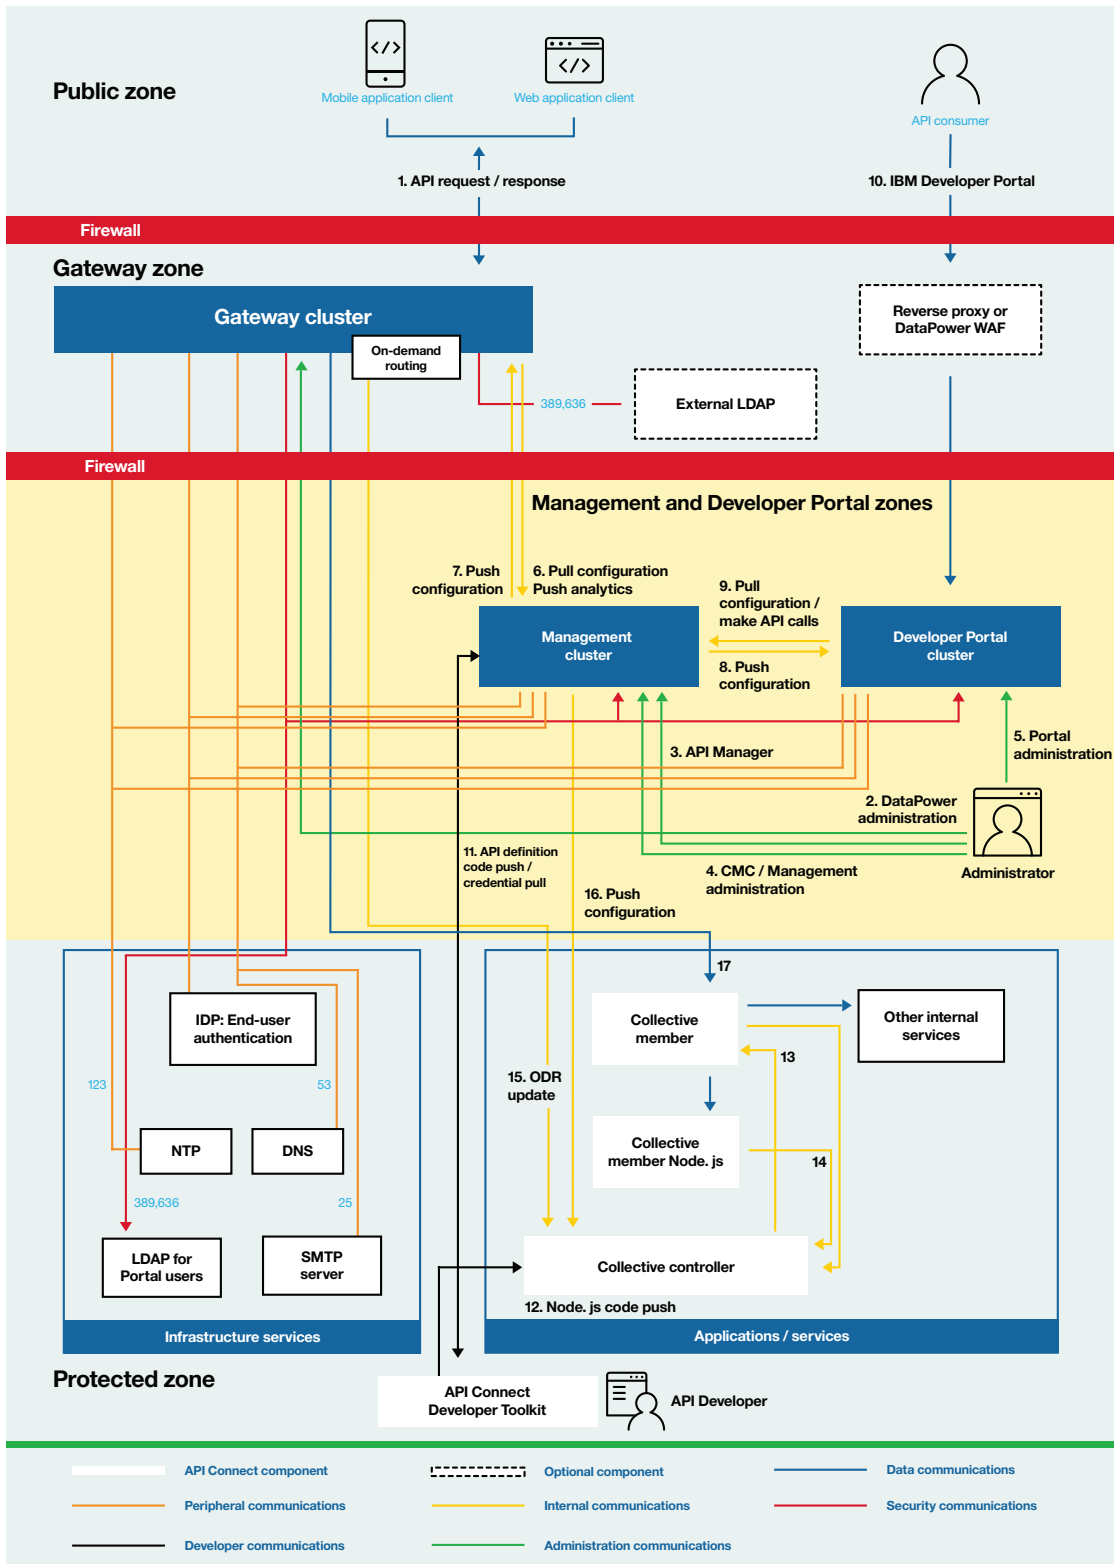 Public zone
</>
</>
Mobile application client
Web application client
API consumer
1. API request / response
10. IBM Developer Portal
Firewall
Gateway zone
Gateway cluster
On-demand
routing
Reverse proxy or
DataPower WAF
389,636
External LDAP
Firewall
Management and Developer Portal zones
7. Push
configuration
6. Pull configuration
Push analytics
9. Pull
configuration /
make API calls
Management
cluster
Developer Portal
cluster
8. Push
configuration
3. API Manager
5. Portal
administration
2. DataPower
administration
11. API definition
code push /
credential pull
4. CMC / Management
administration
Administrator
16. Push
configuration
17
IDP: End-user
authentication
Collective
member
Other internal
services
13
123
53
15. ODR
update
NTP
DNS
Collective
member Node. js
14
389,636
25
LDAP for
Portal users
SMTP
server
Collective controller
12. Node. js code push
Infrastructure services
Applications / services
Protected zone
API Connect
Developer Toolkit
API Developer
API Connect component
Optional component
Data communications
Peripheral communications
Internal communications
Security communications
Developer communications
Administration communications